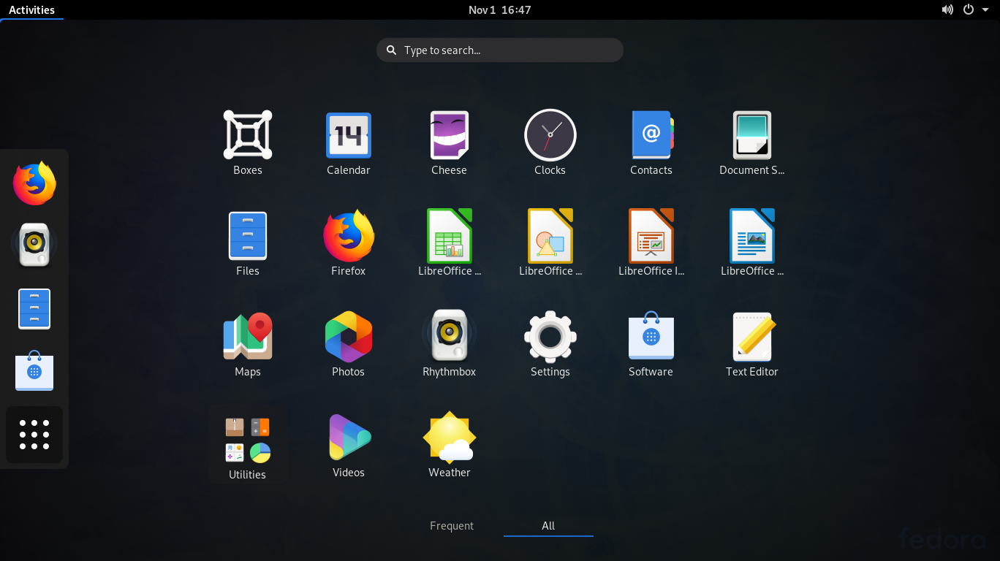 Activities
Nov 1 16:47
Type to search...
14
@
Boxes
Calendar
Cheese
Clocks
Contacts
Document S...
Files
Firefox
LibreOffice ...
LibreOffice ...
LibreOffice I...
LibreOffice ...
Maps
Photos
Rhythmbox
Settings
Software
Text Editor
Utilities
Videos
Weather
Frequent
All
fedora